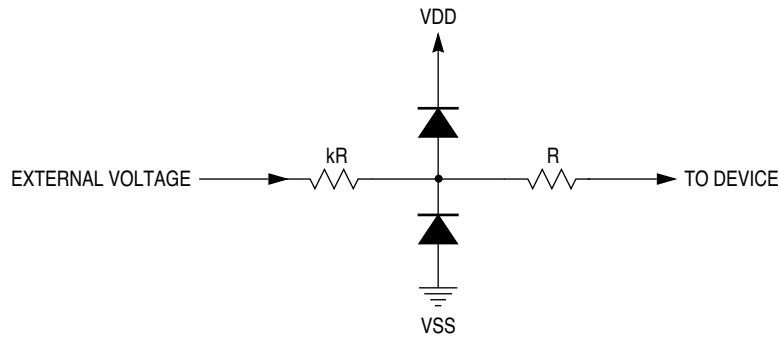 VDD
kR
R
EXTERNAL VOLTAGE
TO DEVICE
VSS